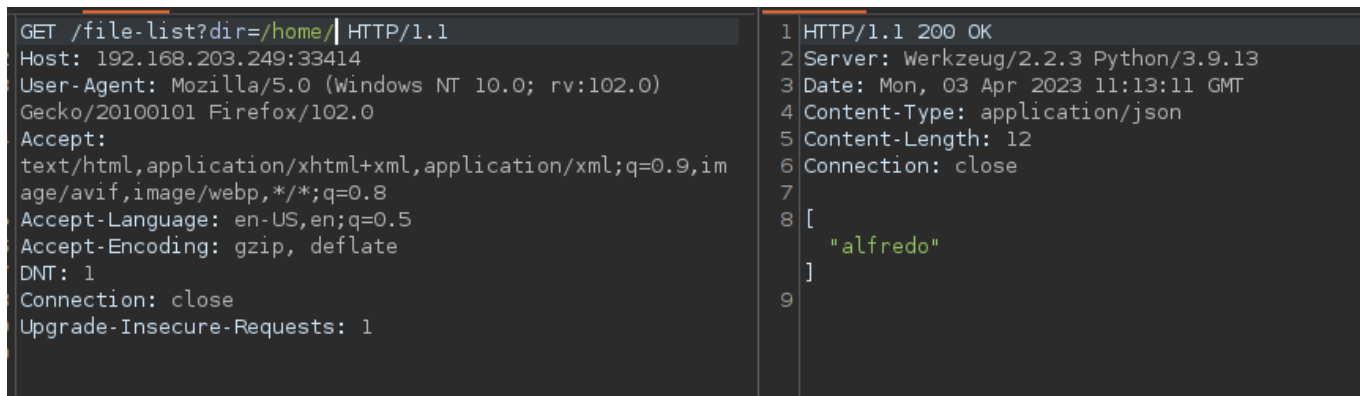 GET /file-list?dir=/home/ HTTP/1.1
Host: 192.168.203.249:33414
User-Agent: Mozilla/5.0 (Windows NT 10.0; rv:102.0)
Gecko/20100101 Firefox/102.0
Accept:
text/html,application/xhtml+xml,application/xml;q=0.9,im
age/avif,image/webp,*/*;q=0.8
Accept-Language: en-US,en;q=0.5
Accept-Encoding: gzip, deflate
DNT: 1
Connection: close
Upgrade-Insecure-Requests: 1
1 HTTP/1.1 200 OK
2 Server: Werkzeug/2.2.3 Python/3.9.13
3 Date: Mon, 03 Apr 2023 11:13:11 GMT
4 Content-Type: application/json
5 Content-Length: 12
6 Connection: close
7
8 [
"alfredo"
]
9